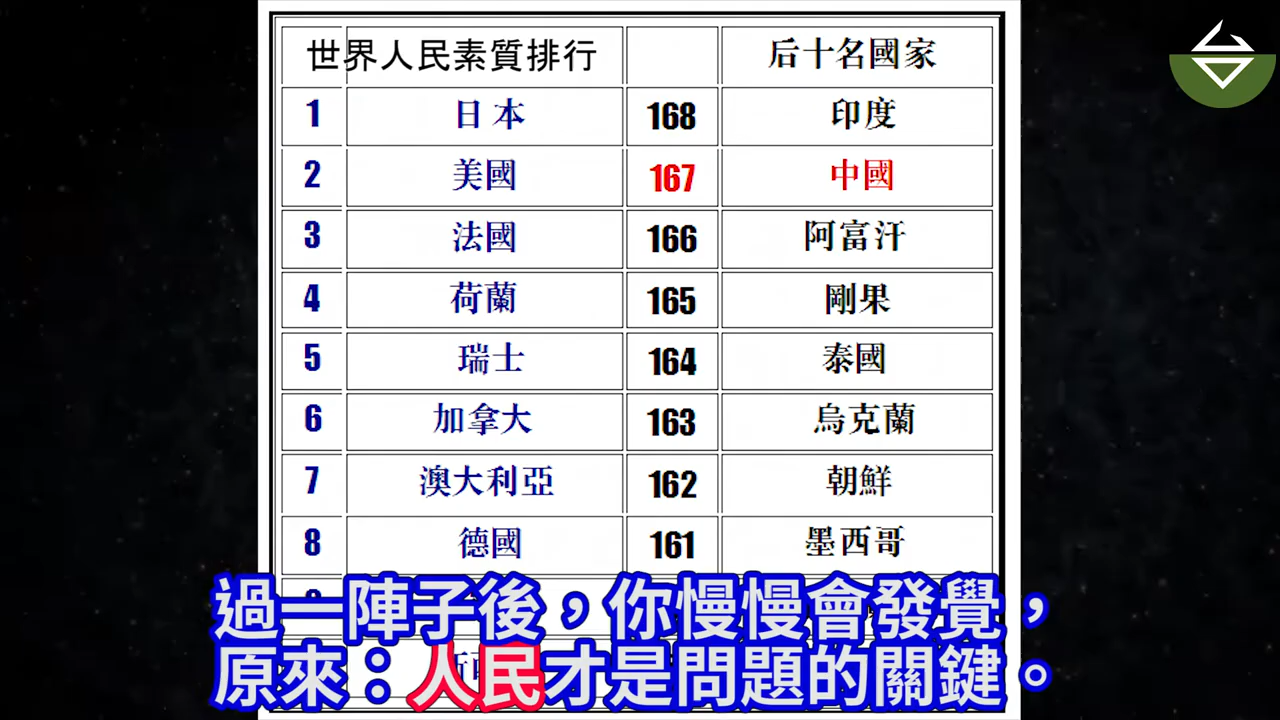 世界人民素質排行 后十名國家
1 日本 168 印度
2 美國 167 中國
3 法國 166 阿富汗
4 荷蘭 165 剛果
5 瑞士 164 泰國
6 加拿大 163 烏克蘭
7 澳大利亞 162 朝鮮
8 德國 161 墨西哥
過一陣子後，你慢慢會發覺，
原來：人民才是問題的關鍵。